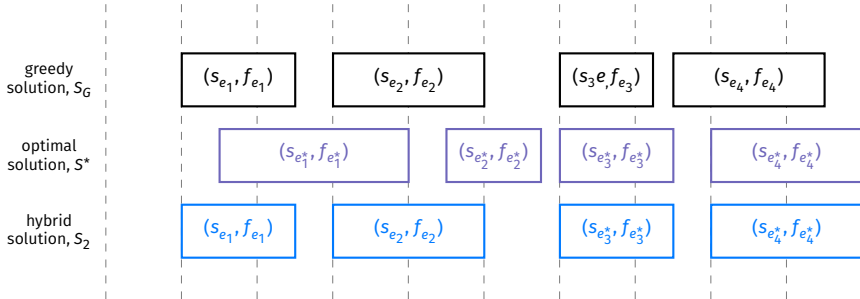 greedy
solution, S_G
(s_{e_1}, f_{e_1}) (s_{e_2}, f_{e_2}) (s_3e, f_{e_3}) (s_{e_4}, f_{e_4})
optimal
solution, S*
(s_{e_1^*}, f_{e_1^*}) (s_{e_2^*}, f_{e_2^*}) (s_{e_3^*}, f_{e_3^*}) (s_{e_4^*}, f_{e_4^*})
hybrid
solution, S_2
(s_{e_1}, f_{e_1}) (s_{e_2}, f_{e_2}) (s_{e_3^*}, f_{e_3^*}) (s_{e_4^*}, f_{e_4^*})